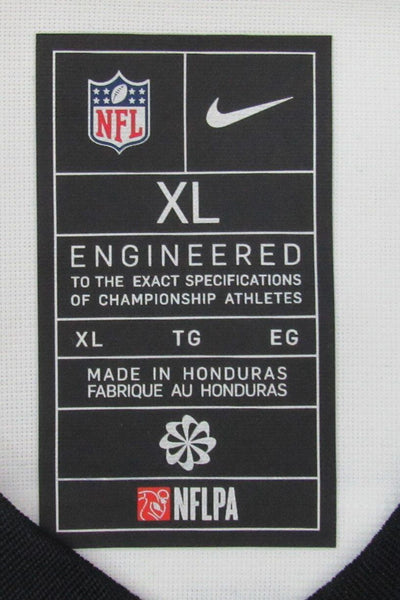 NFL
XL
ENGINEERED
TO THE EXACT SPECIFICATIONS
OF CHAMPIONSHIP ATHLETES
XL TG EG
MADE IN HONDURAS
FABRIQUE AU HONDURAS
NFLPA